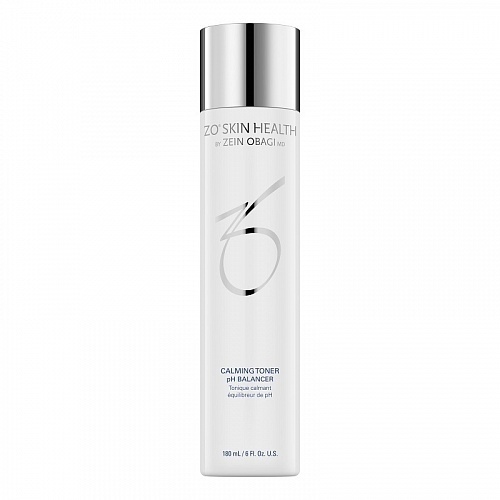 ZO® SKIN HEALTH
BY ZEIN OBAGI MD
CALMING TONER
pH BALANCER
Tonique calmant
équilibreur de pH
180 mL / 6 Fl. Oz. U.S.